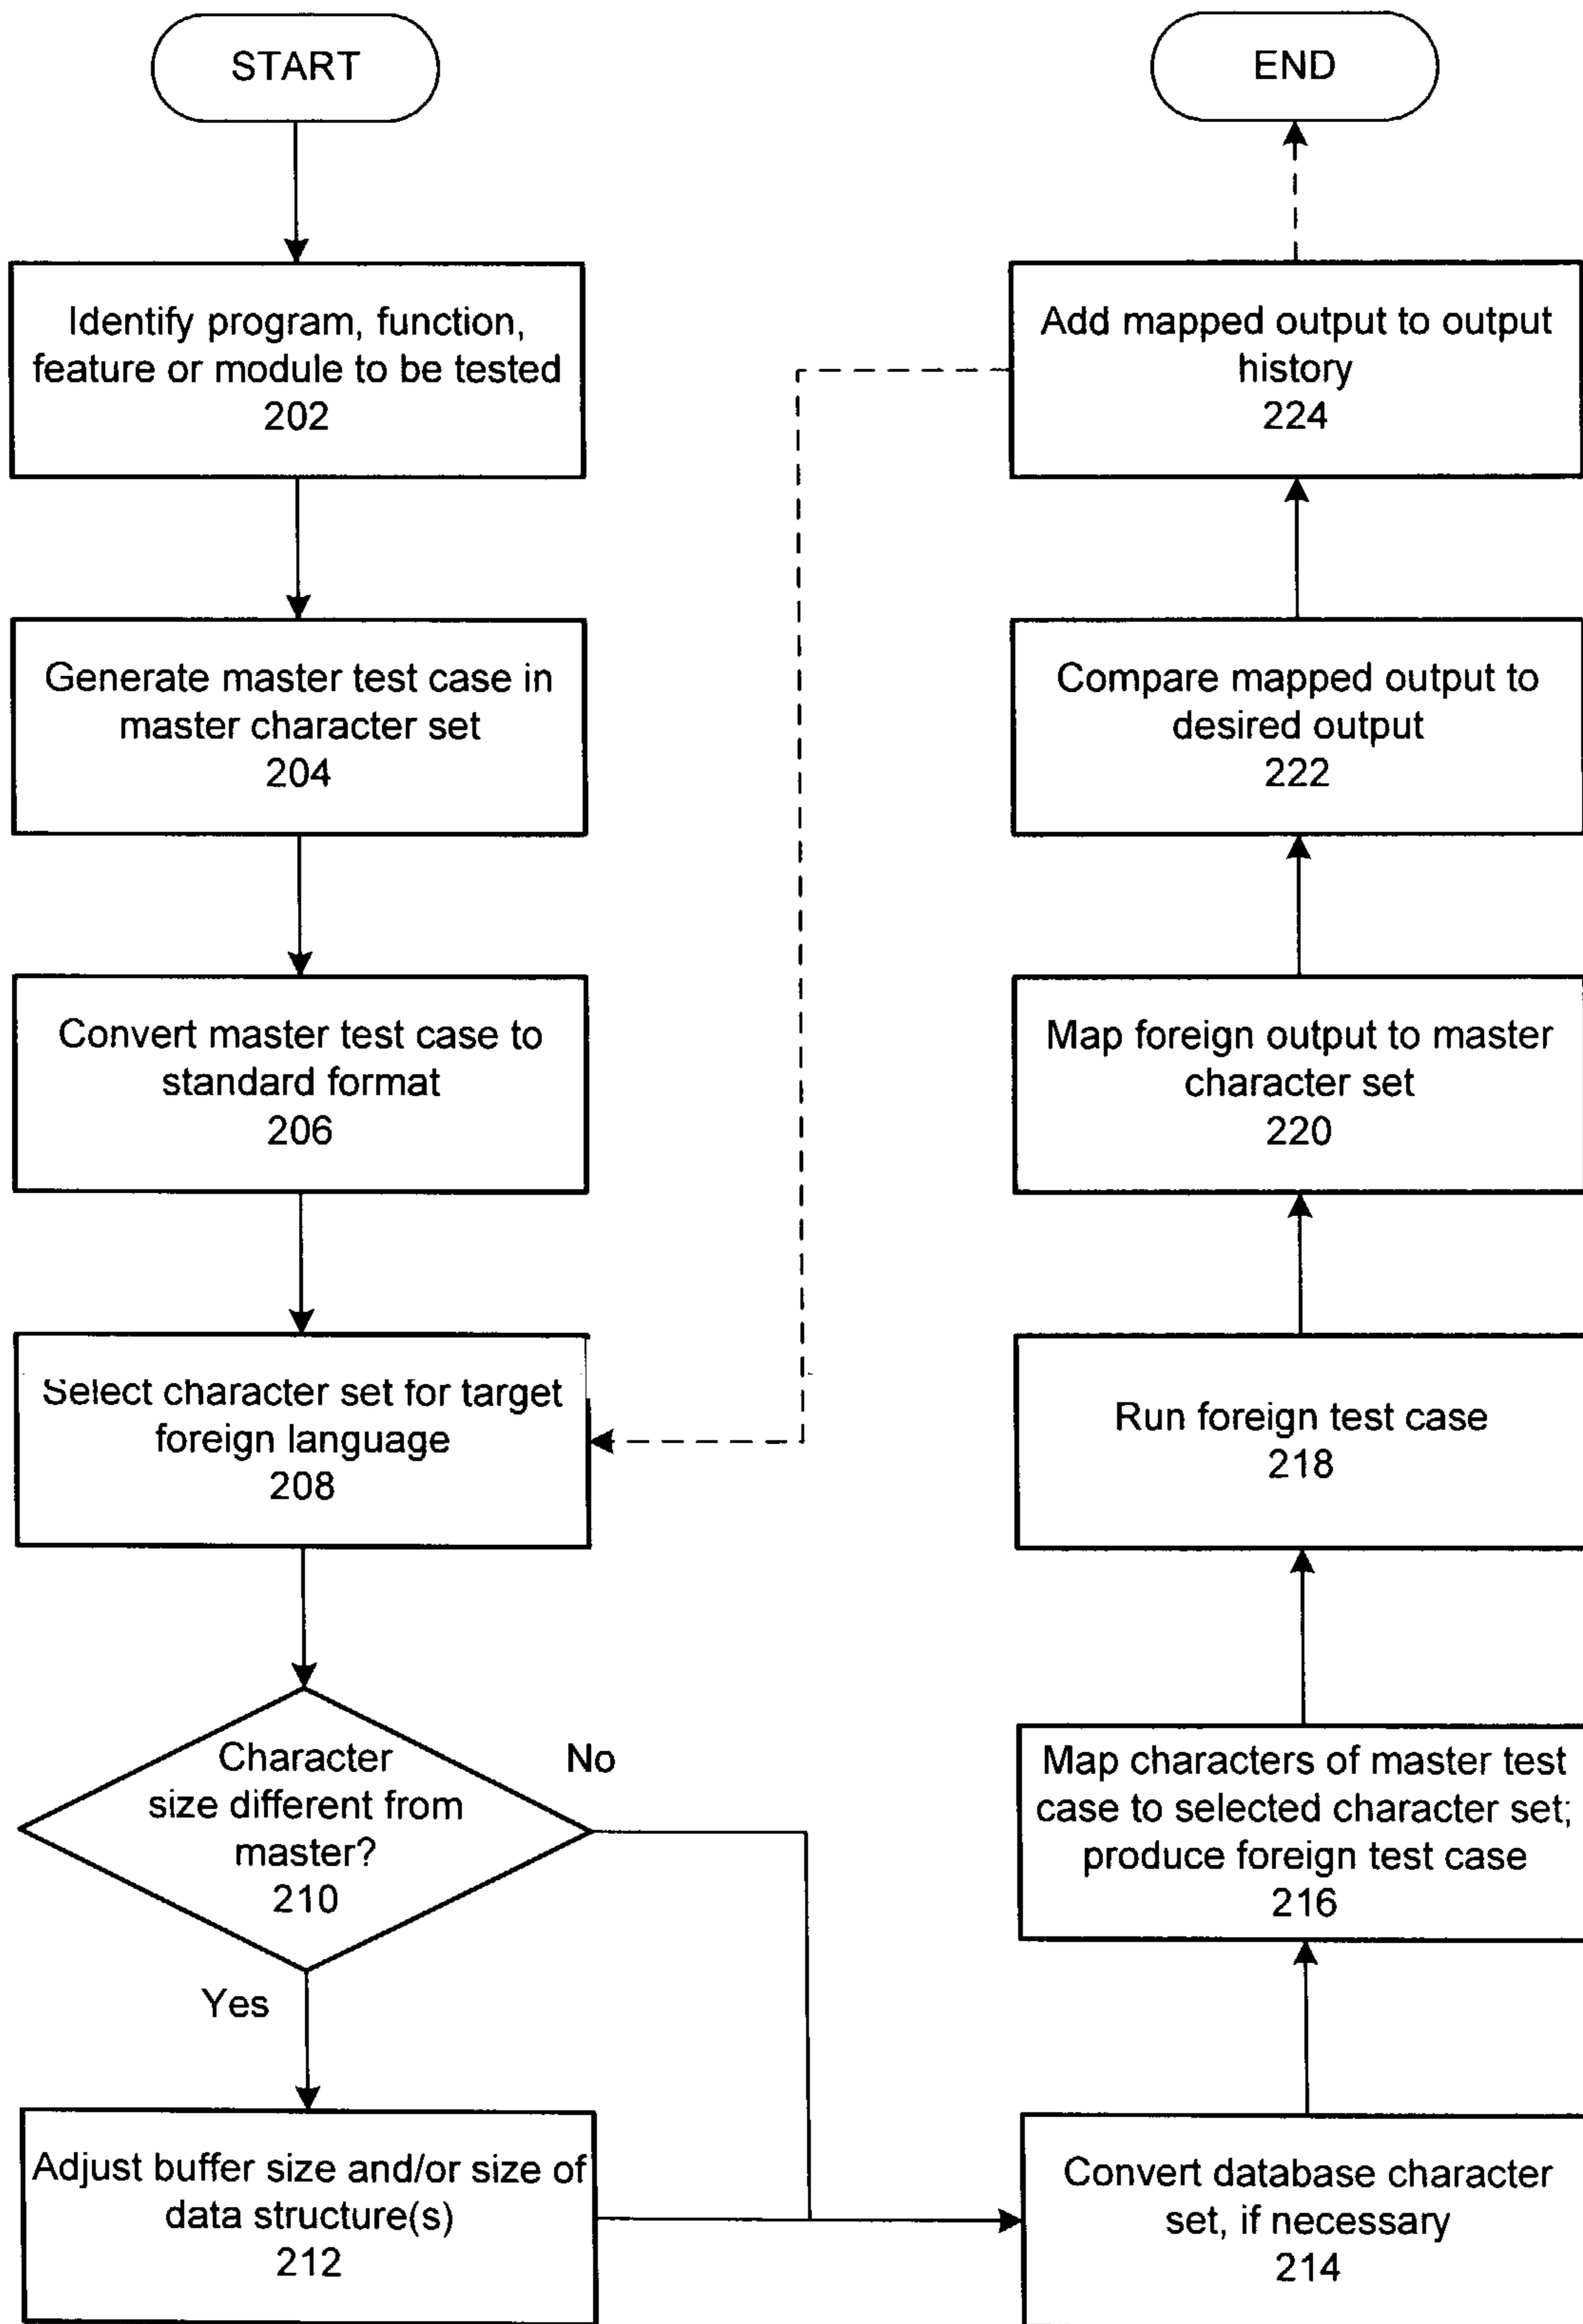 START
Identify program, function,
feature or module to be tested
202
Generate master test case in
master character set
204
Convert master test case to
standard format
206
Select character set for target
foreign language
208
Character
size different from
master?
210
No
Yes
Adjust buffer size and/or size of
data structure(s)
212
Convert database character
set, if necessary
214
Map characters of master test
case to selected character set;
produce foreign test case
216
Run foreign test case
218
Map foreign output to master
character set
220
Compare mapped output to
desired output
222
Add mapped output to output
history
224
END